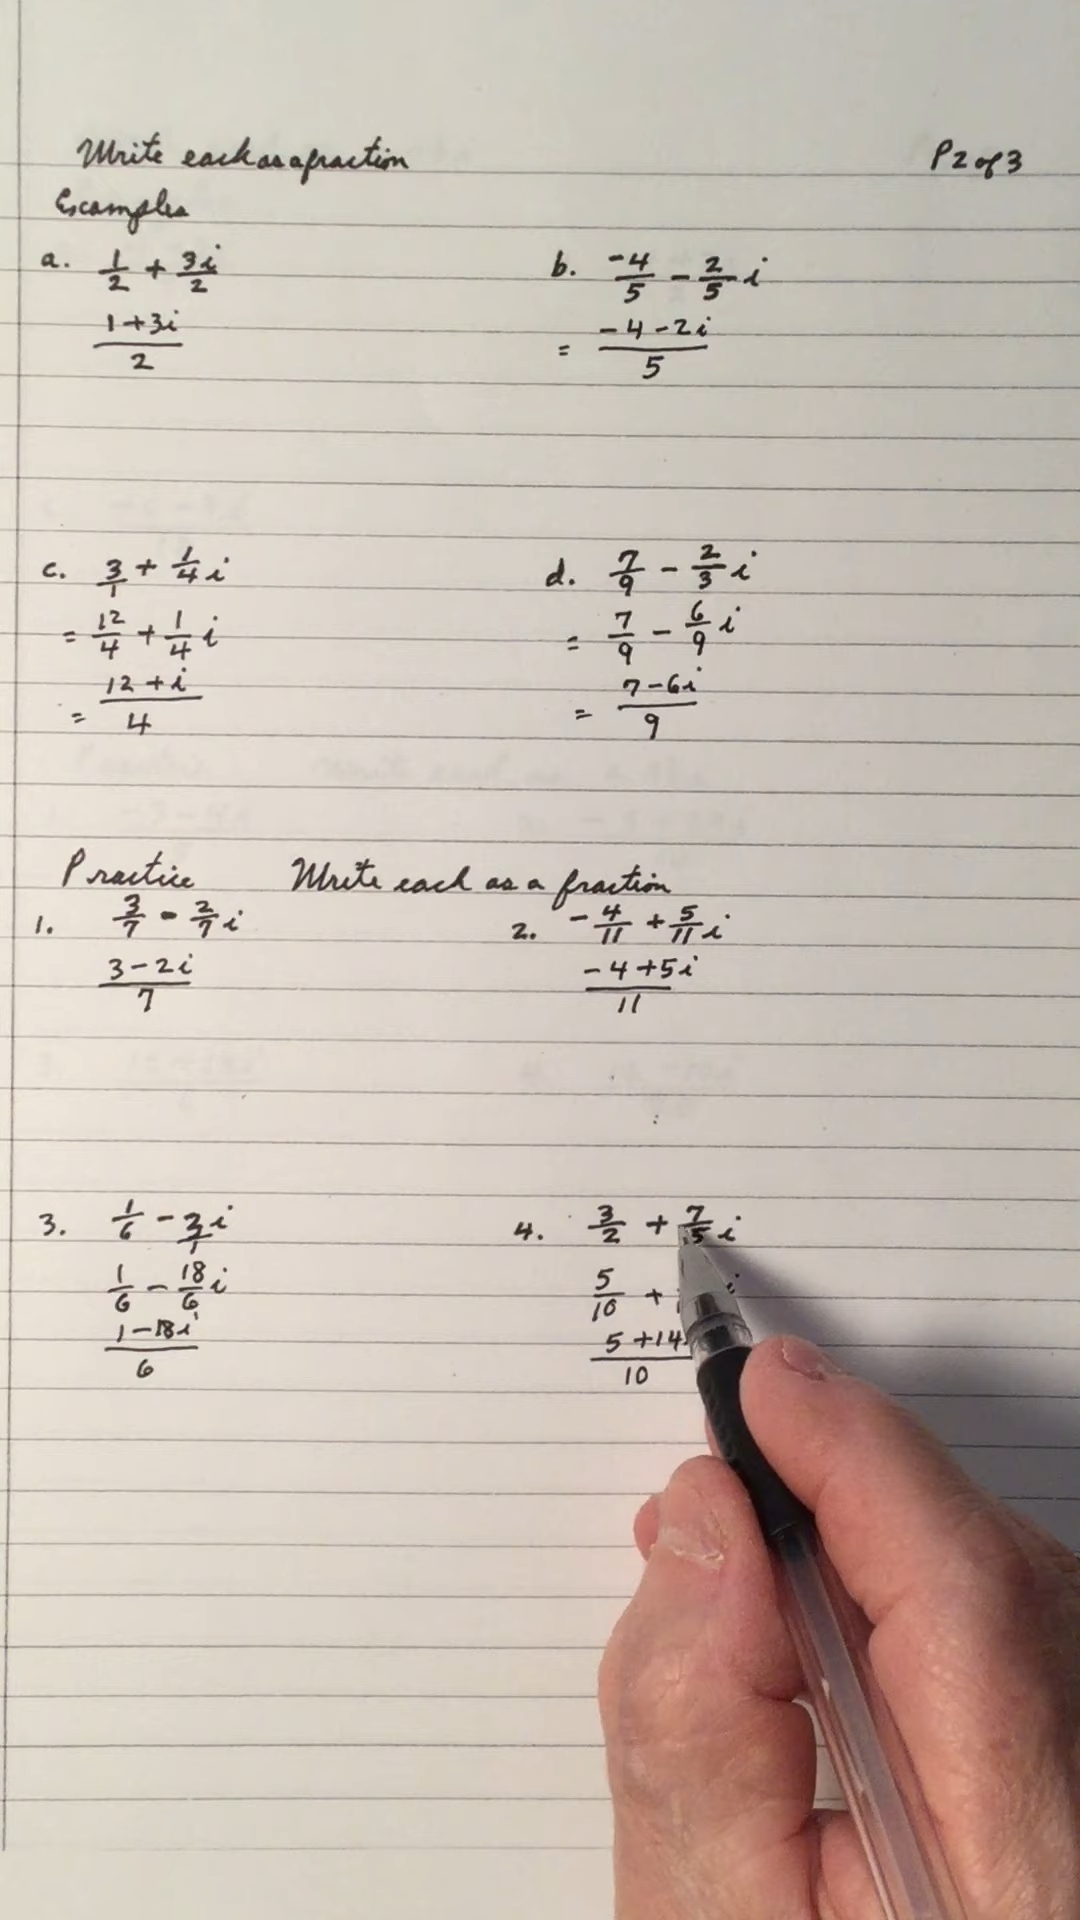 Write each as a fraction P2 of 3
Examples
a. 1/2 + 3i/2 b. -4/5 - 2/5 i
(1+3i)/2 = (-4-2i)/5
c. 3/1 + 1/4 i d. 7/9 - 2/3 i
= 12/4 + 1/4 i = 7/9 - 6/9 i
= (12+i)/4 = (7-6i)/9
Practice Write each as a fraction
1. 3/7 - 2/7 i 2. -4/11 + 5/11 i
(3-2i)/7 (-4+5i)/11
3. 1/6 - 3/1 i 4. 3/2 + 7/5 i
1/6 - 18/6 i 5/10 + i
(1-18i)/6 (5+14)/10